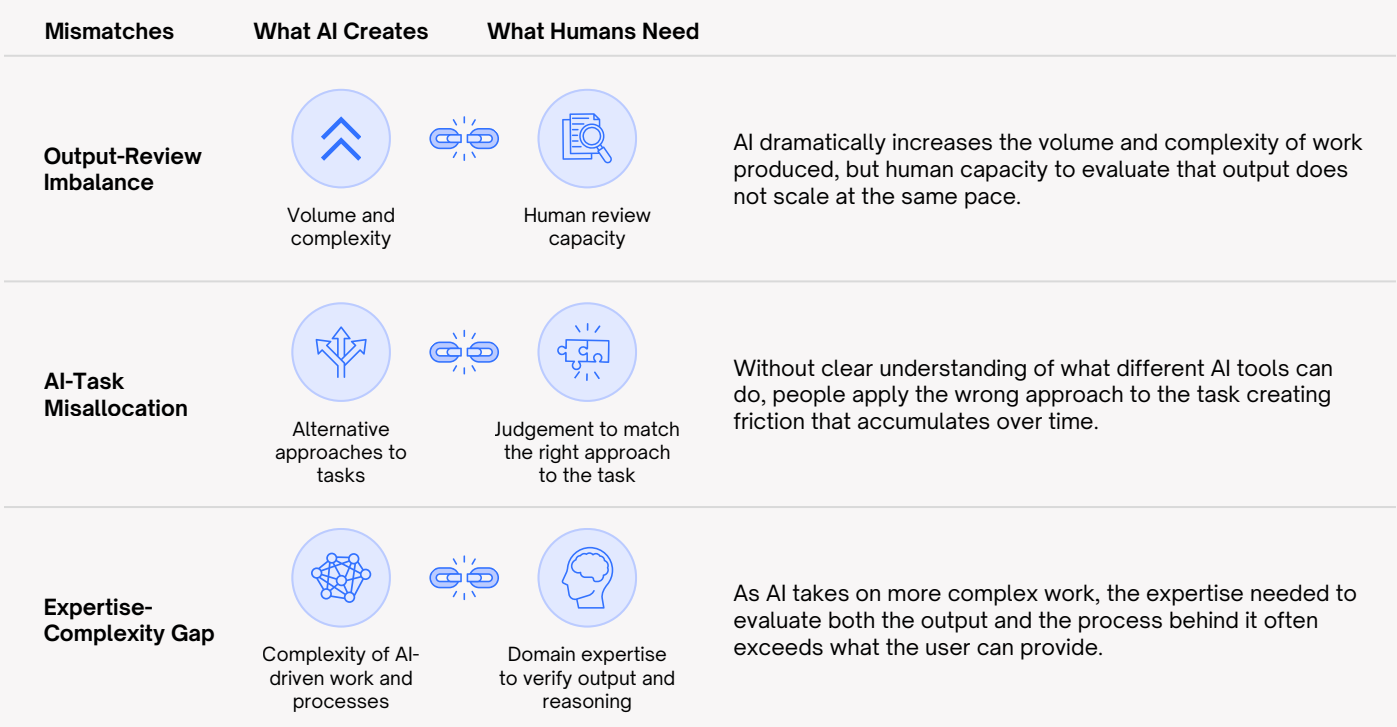 Mismatches
What AI Creates
What Humans Need
Output-Review
Imbalance
Volume and
complexity
Human review
capacity
AI dramatically increases the volume and complexity of work
produced, but human capacity to evaluate that output does
not scale at the same pace.
AI-Task
Misallocation
Alternative
approaches to
tasks
Judgement to match
the right approach
to the task
Without clear understanding of what different AI tools can
do, people apply the wrong approach to the task creating
friction that accumulates over time.
Expertise-
Complexity Gap
Complexity of AI-
driven work and
processes
Domain expertise
to verify output and
reasoning
As AI takes on more complex work, the expertise needed to
evaluate both the output and the process behind it often
exceeds what the user can provide.